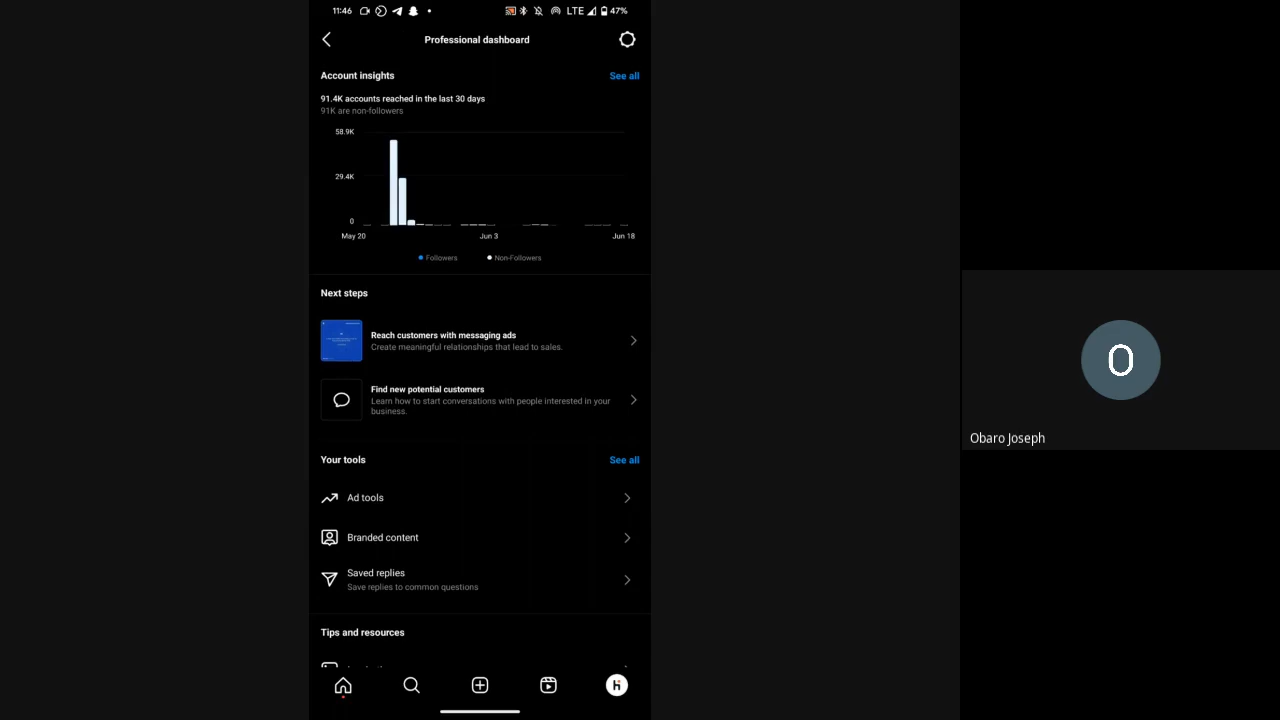 11:46
LTE 47%
Professional dashboard
Account insights
See all
91.4K accounts reached in the last 30 days
91K are non-followers
58.9K
29.4K
0
May 20
Jun 3
Jun 18
Followers
Non-Followers
Next steps
Reach customers with messaging ads
Create meaningful relationships that lead to sales.
Find new potential customers
Learn how to start conversations with people interested in your
business.
Your tools
See all
Ad tools
Branded content
Saved replies
Save replies to common questions
Tips and resources
hi
O
Obaro Joseph